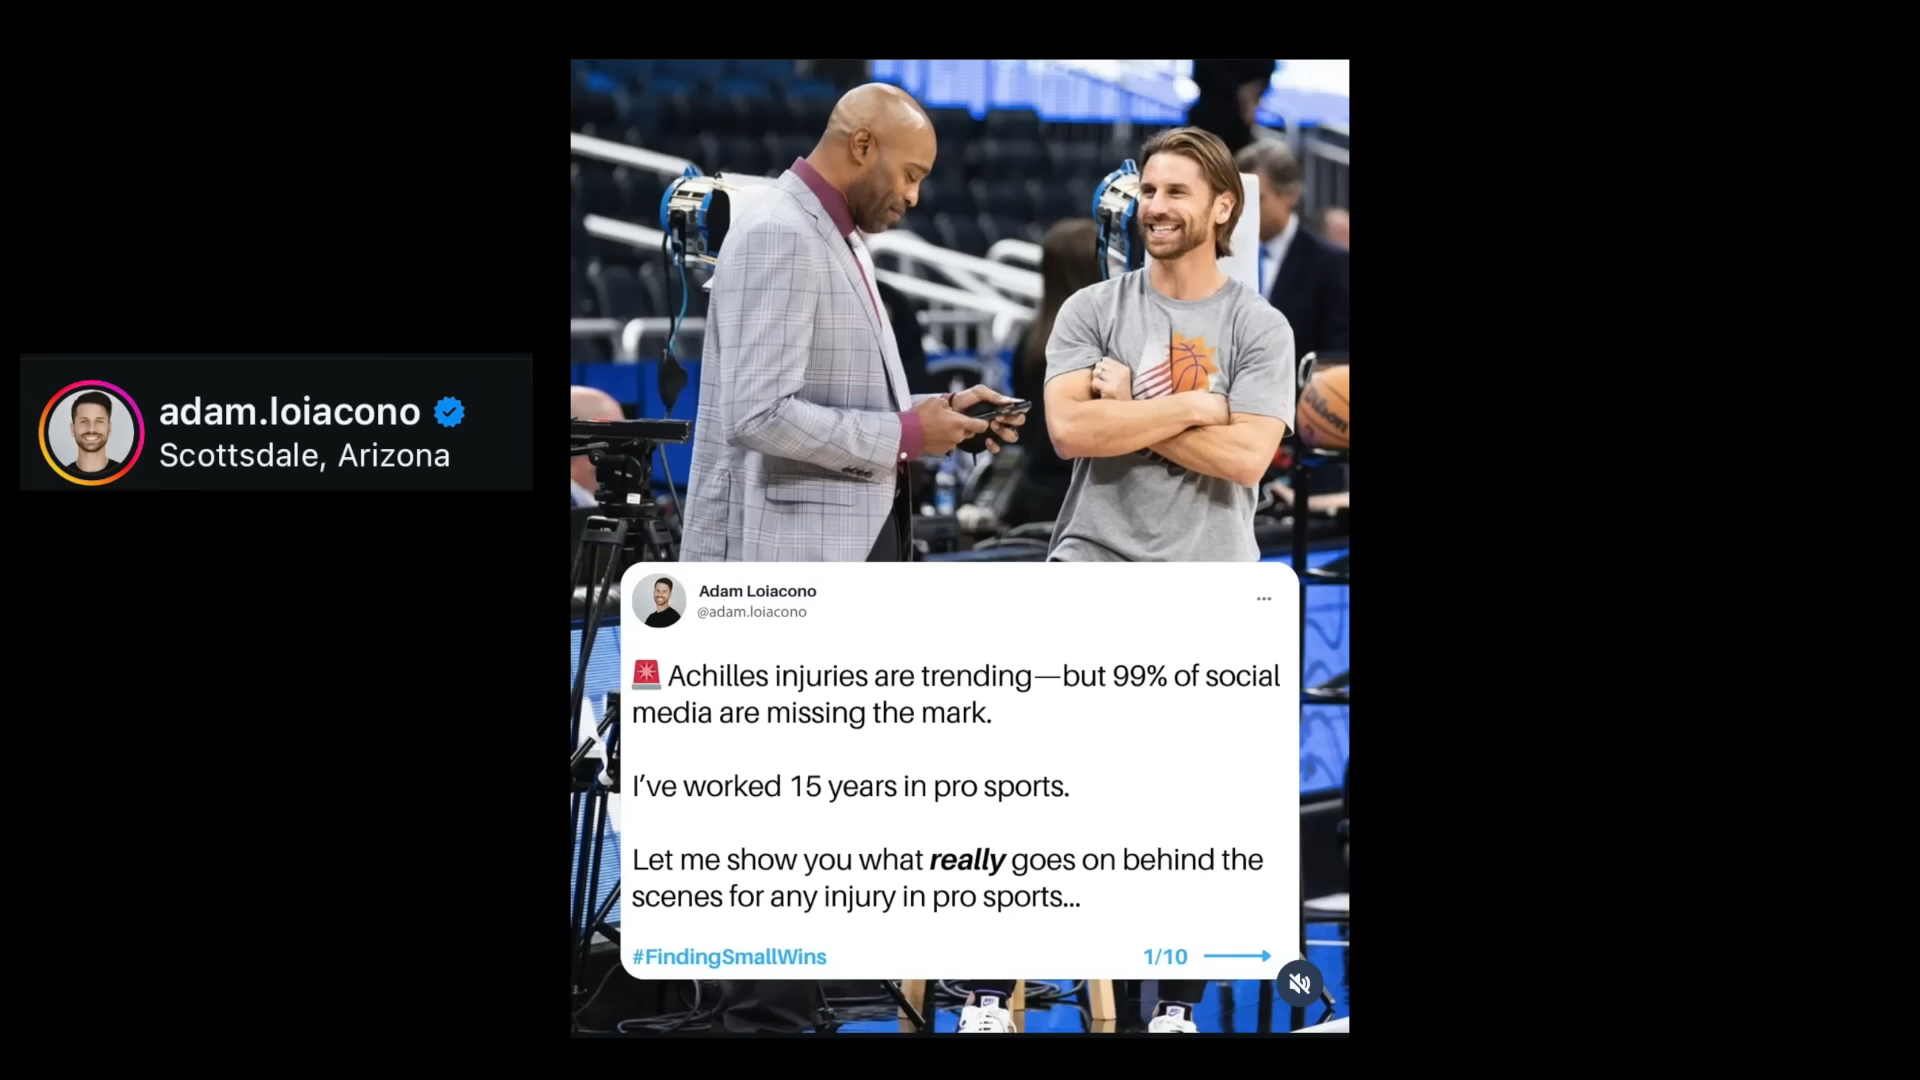 adam.loiacono
Scottsdale, Arizona
Adam Loiacono
@adam.loiacono
🚨 Achilles injuries are trending—but 99% of social
media are missing the mark.
I’ve worked 15 years in pro sports.
Let me show you what really goes on behind the
scenes for any injury in pro sports...
#FindingSmallWins
1/10